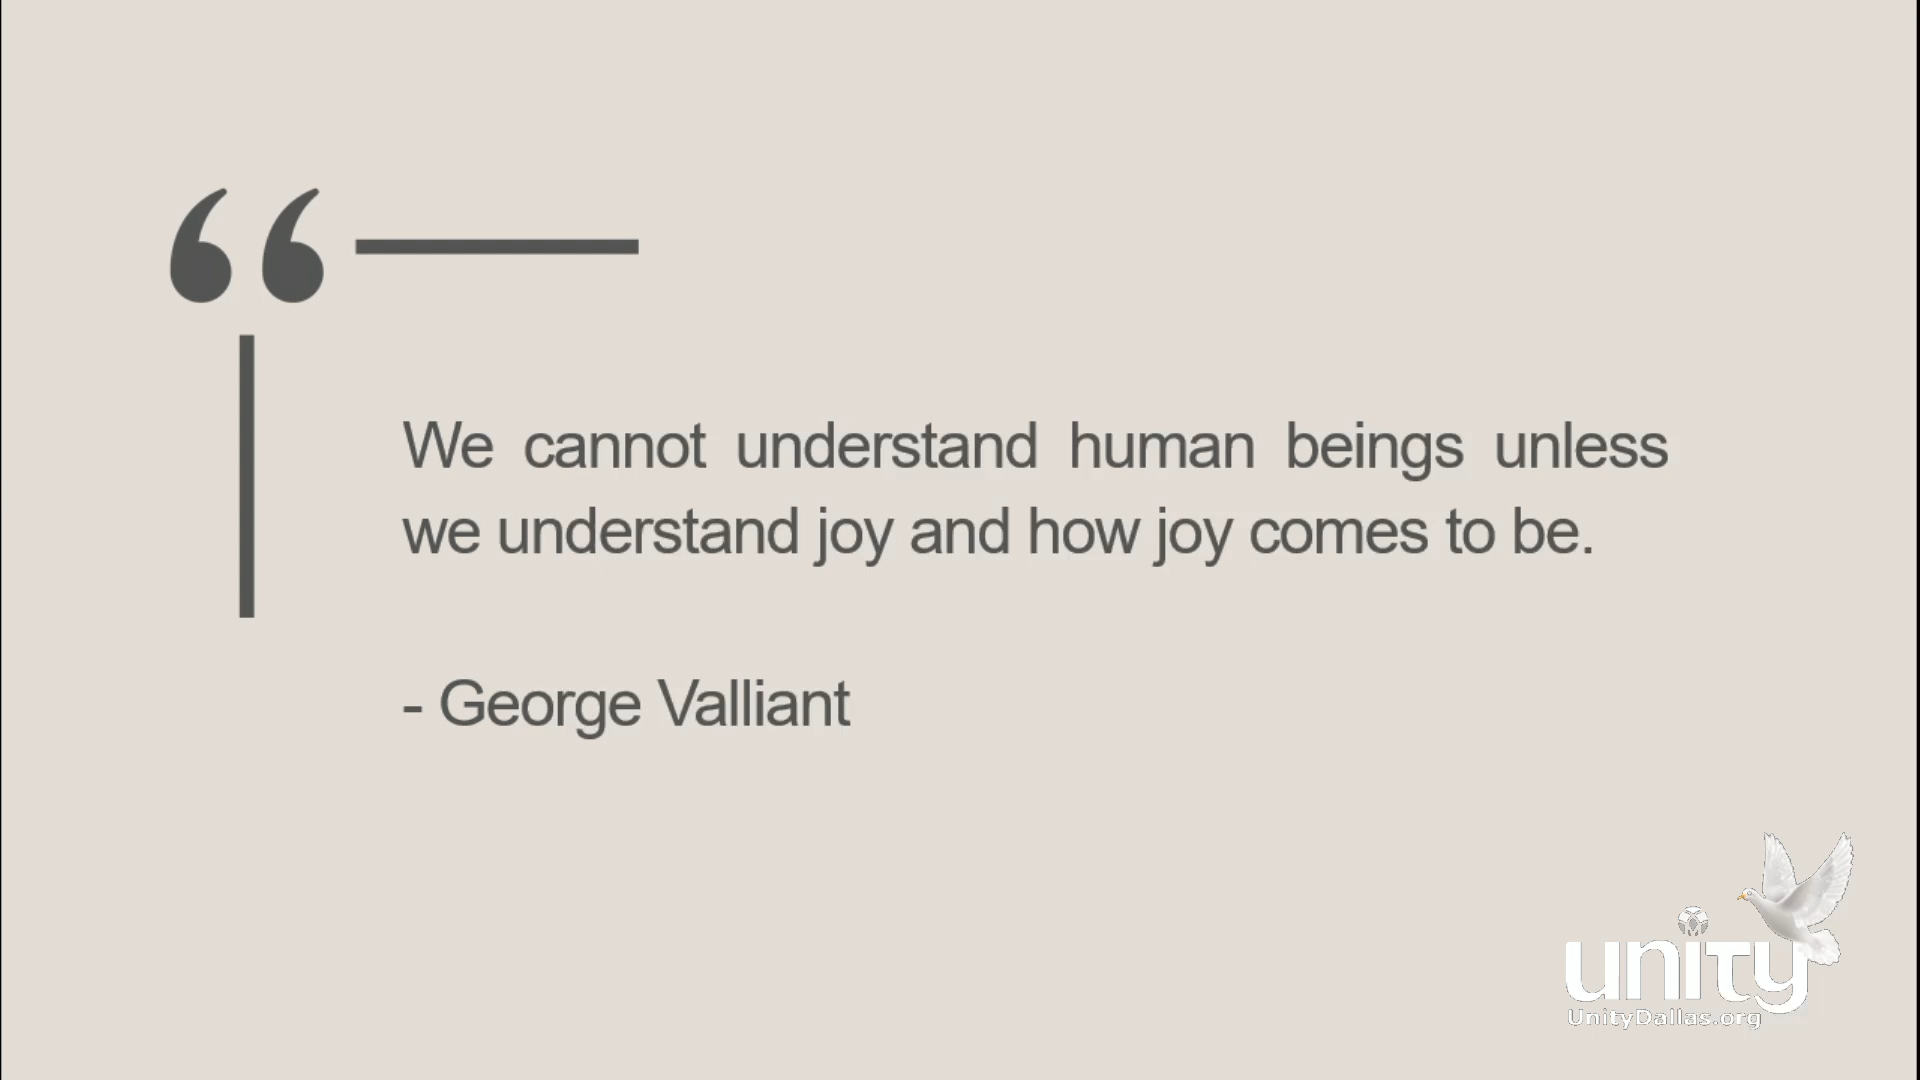 “
We cannot understand human beings unless
we understand joy and how joy comes to be.
- George Valliant
unity
UnityDallas.org